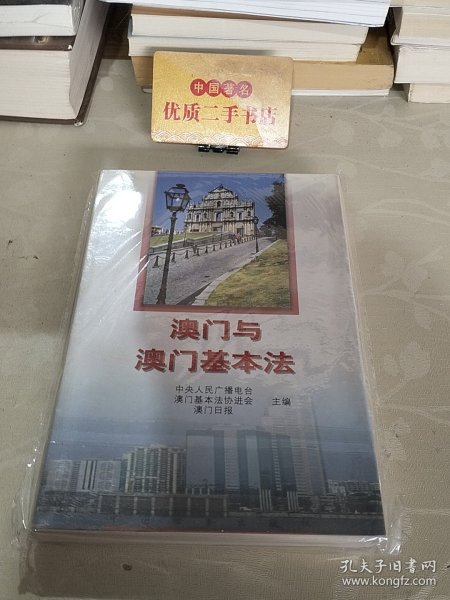 中国著名
优质二手书店
澳门与
澳门基本法
中央人民广播电台
澳门基本法协进会 主编
澳门日报
孔夫子旧书网
www.kongfz.com